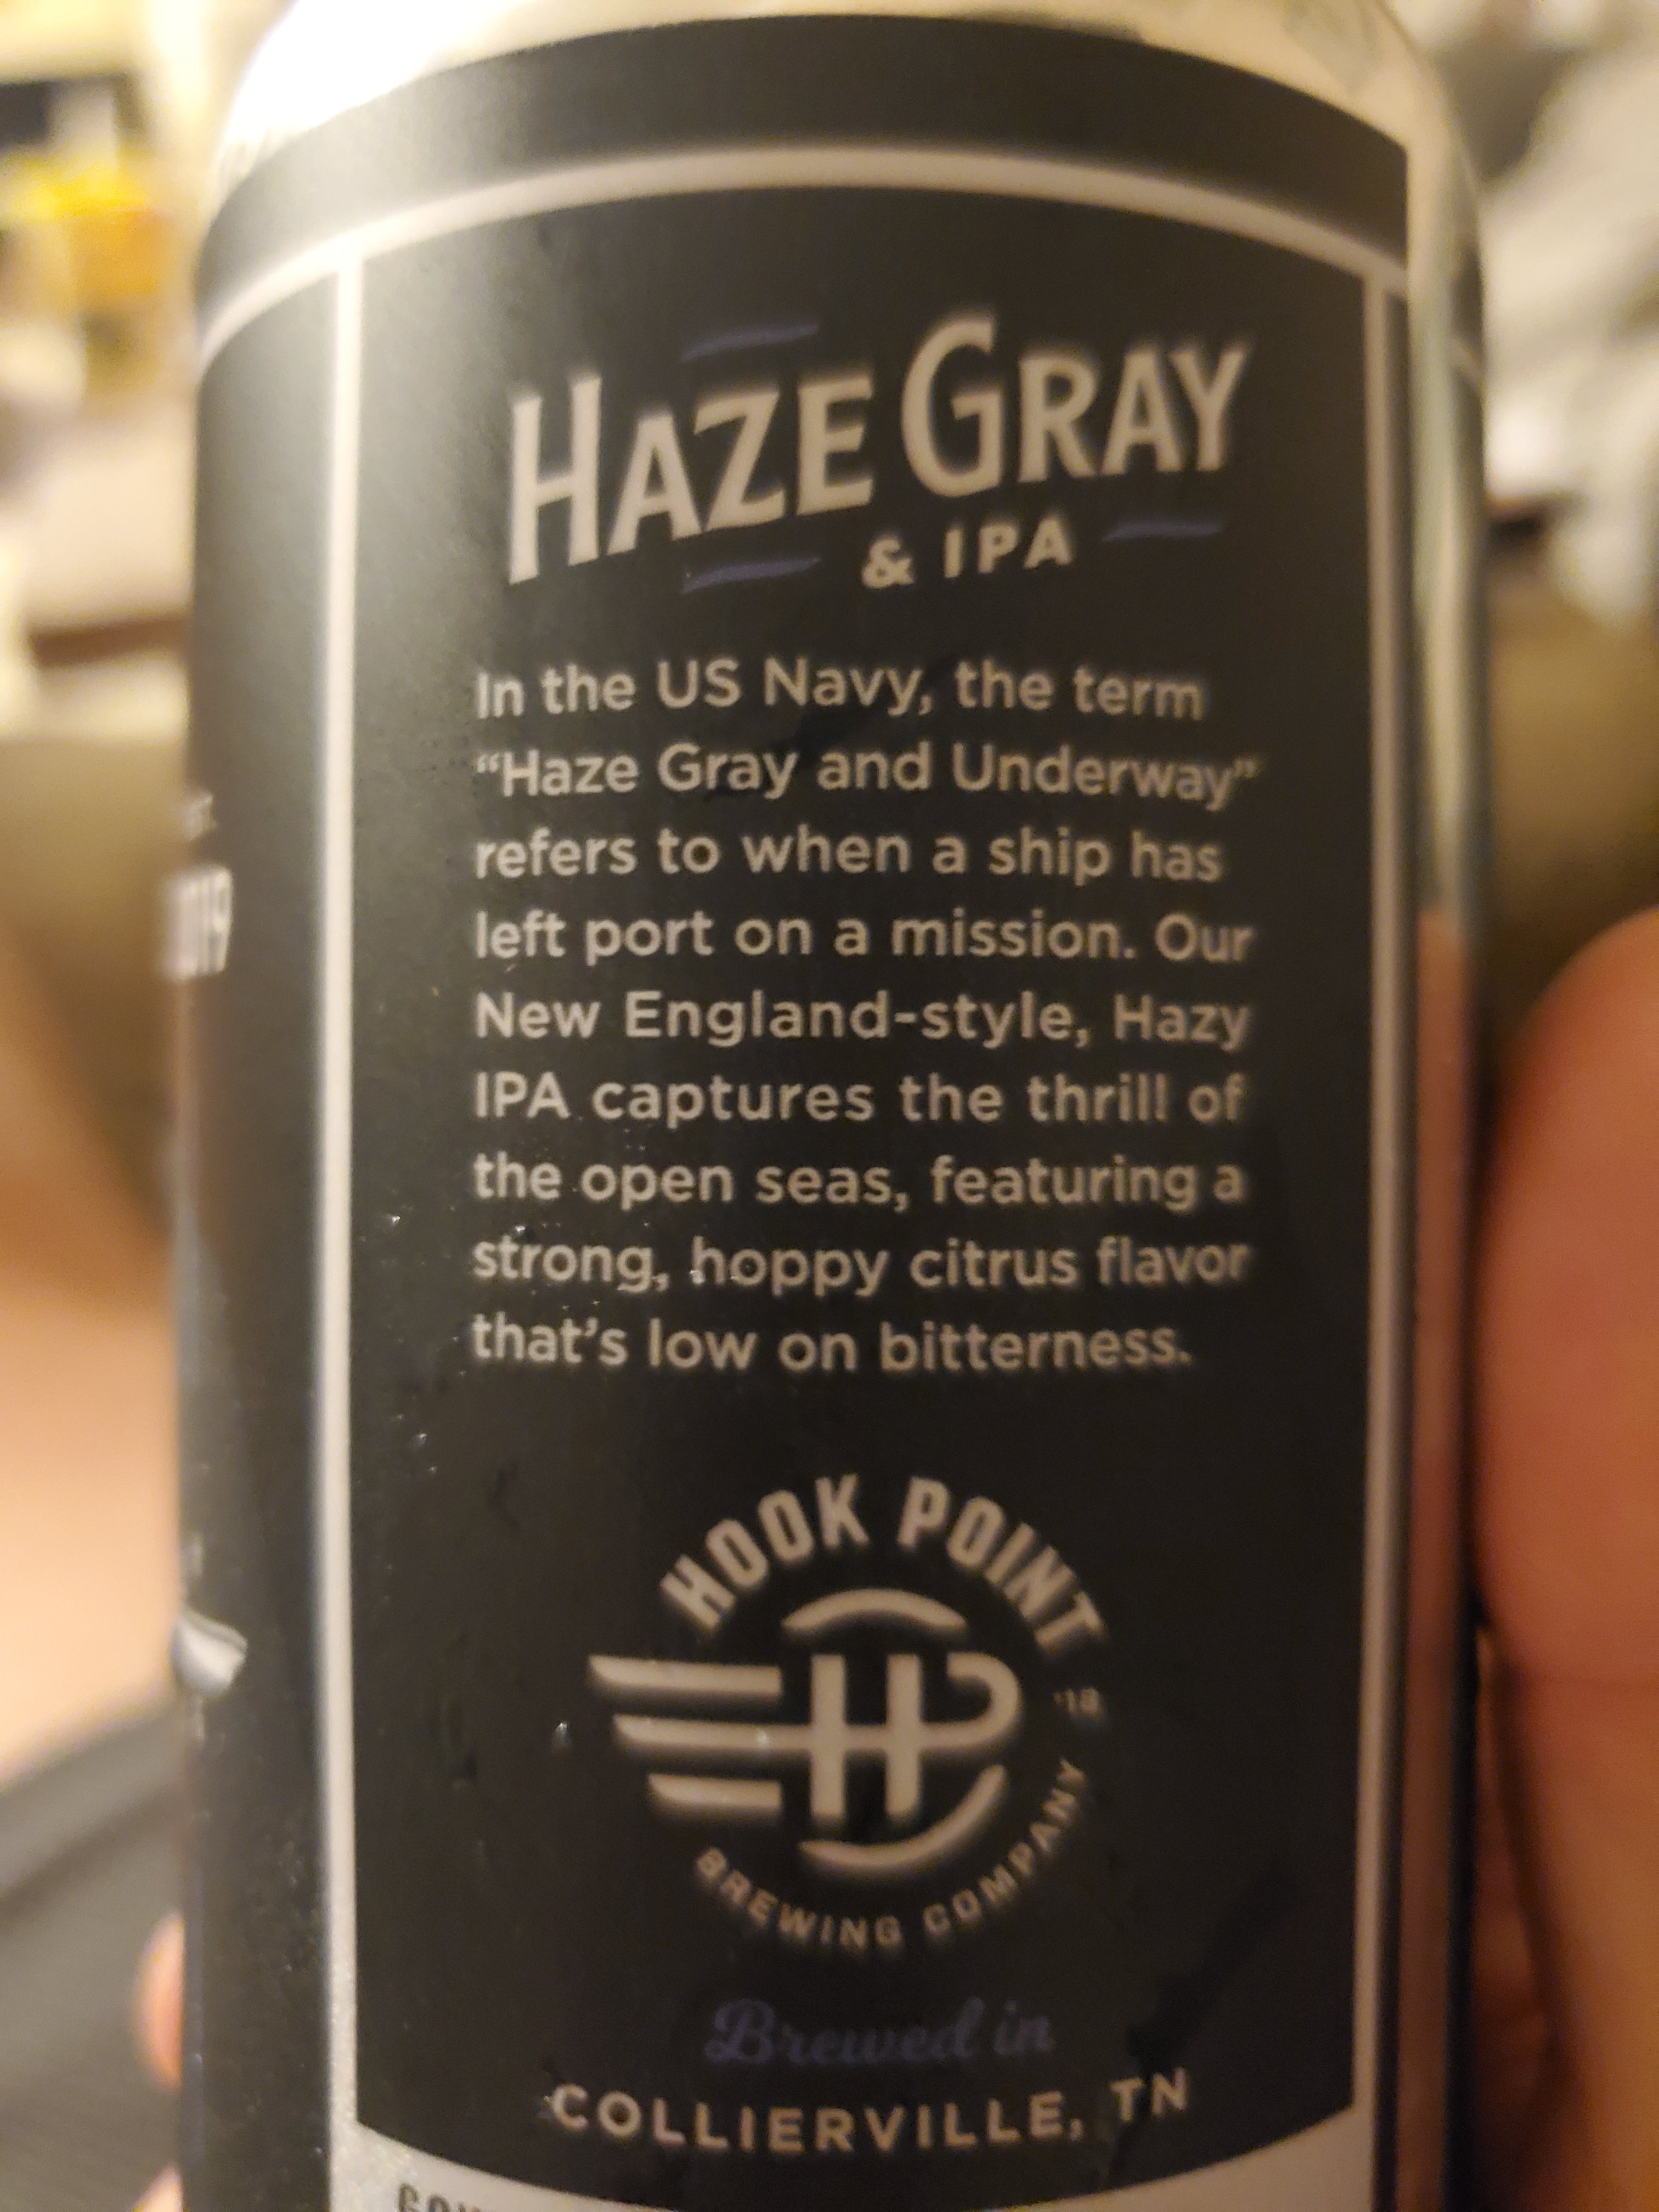 HAZE GRAY
& IPA
In the US Navy, the term
“Haze Gray and Underway”
refers to when a ship has
left port on a mission. Our
New England-style, Hazy
IPA captures the thrill of
the open seas, featuring a
strong, hoppy citrus flavor
that’s low on bitterness.
HOOK POINT
HP
'18
BREWING COMPANY
Brewed in
COLLIERVILLE, TN